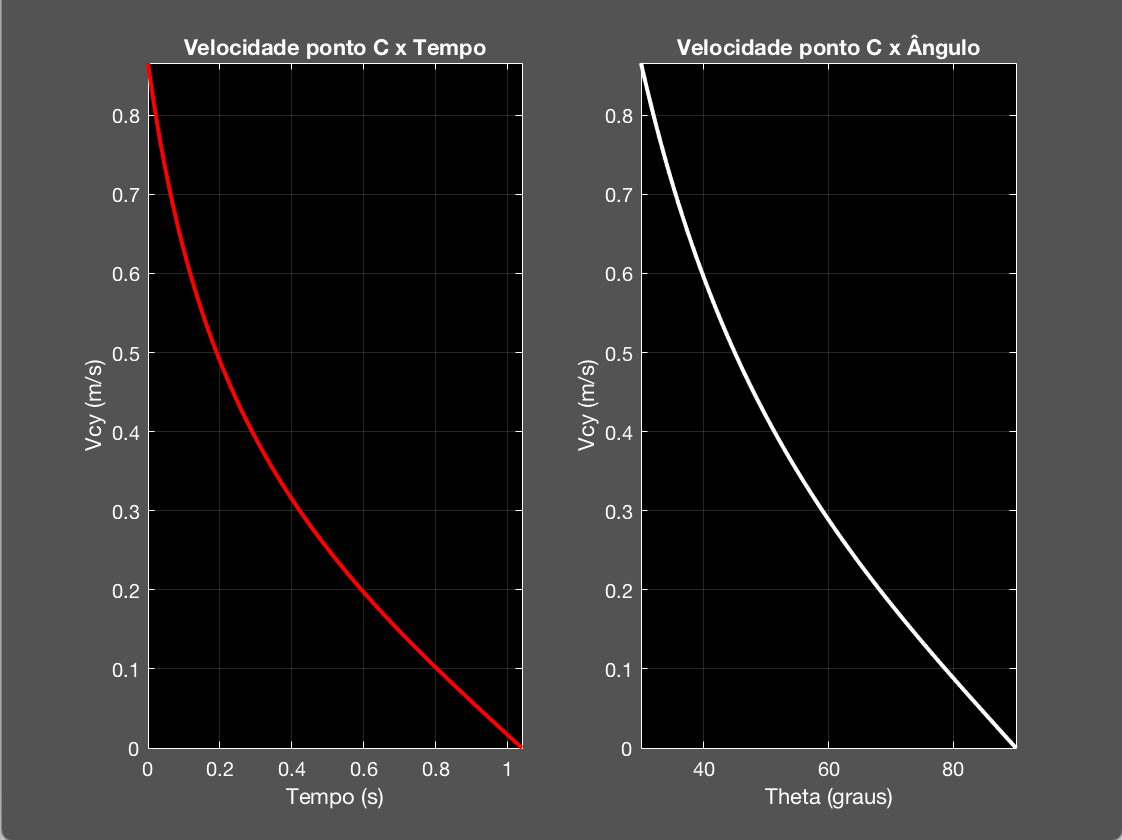 Velocidade ponto C x Tempo
0.8
0.7
0.6
0.5
0.4
0.3
0.2
0.1
0
Vcy (m/s)
0 0.2 0.4 0.6 0.8 1
Tempo (s)
Velocidade ponto C x Ângulo
0.8
0.7
0.6
0.5
0.4
0.3
0.2
0.1
0
Vcy (m/s)
40 60 80
Theta (graus)